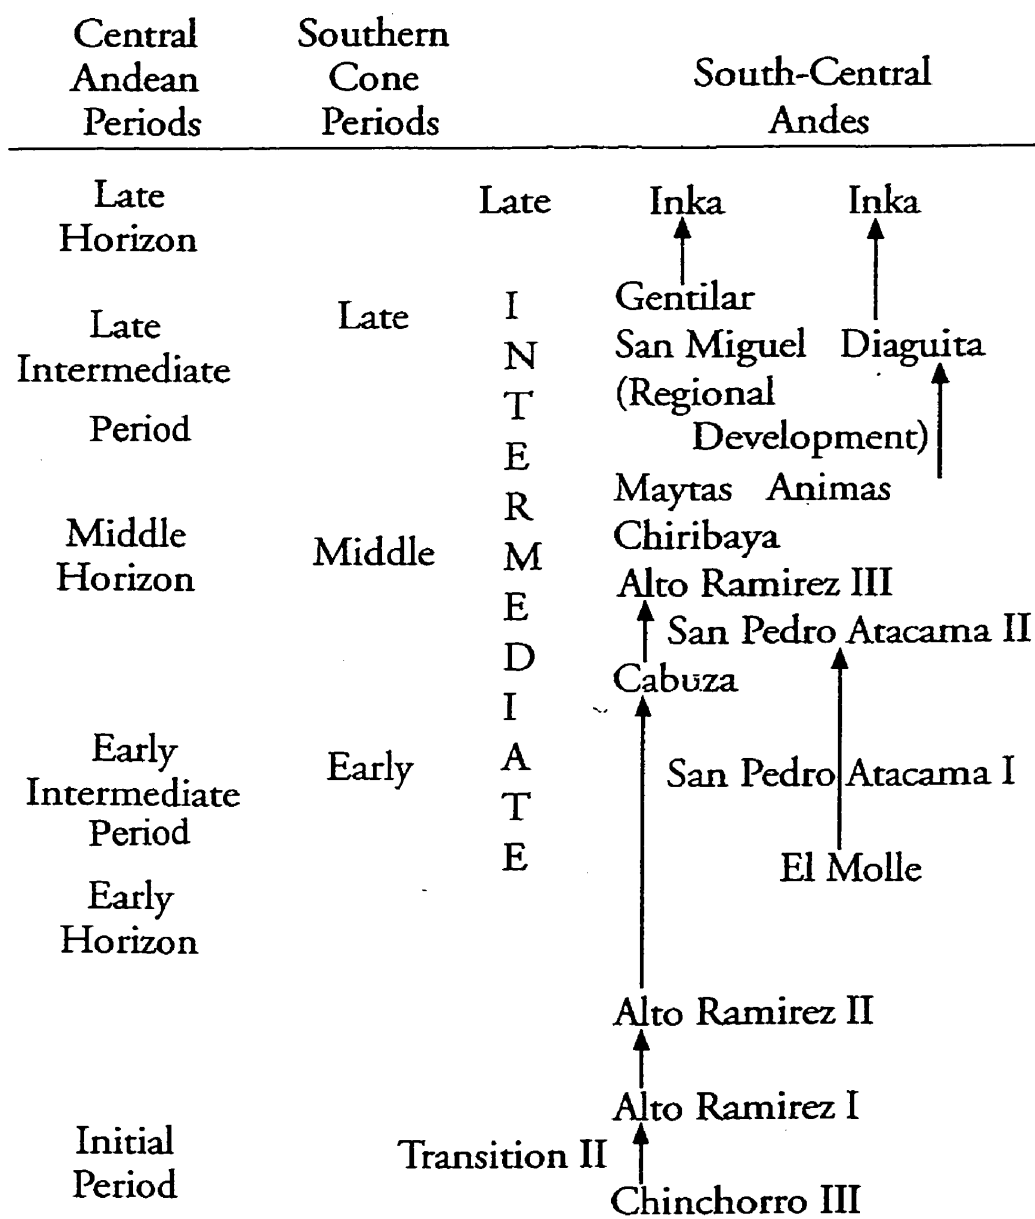 Central
Andean
Periods
Southern
Cone
Periods
South-Central
Andes
Late
Horizon
Late
Inka
Inka
Late
Intermediate
Period
Late
I
N
T
E
R
M
E
D
I
A
T
E
Gentilar
San Miguel
Diaguita
(Regional
Development)
Maytas
Animas
Middle
Horizon
Middle
Chiribaya
Alto Ramirez III
San Pedro Atacama II
Cabuza
Early
Intermediate
Period
Early
San Pedro Atacama I
El Molle
Early
Horizon
Alto Ramirez II
Alto Ramirez I
Initial
Period
Transition II
Chinchorro III